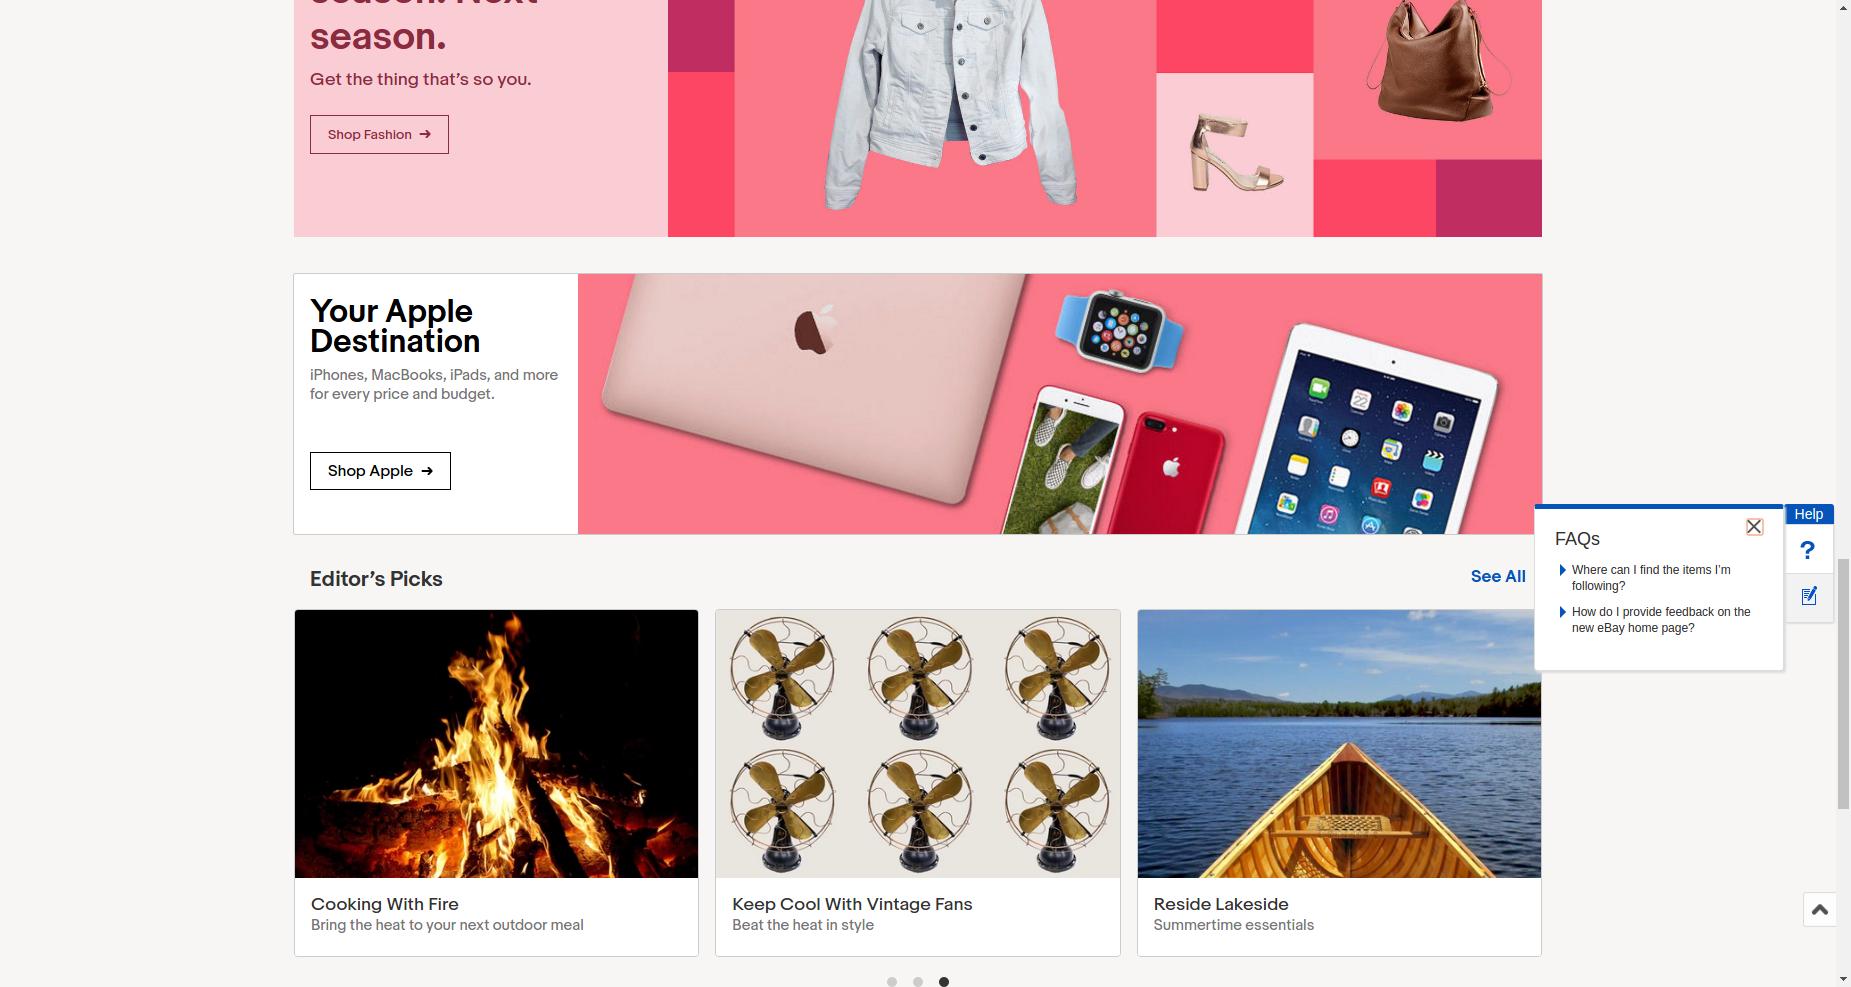 season. Next
season.
Get the thing that's so you.
Shop Fashion
Your Apple
Destination
iPhones, MacBooks, iPads, and more
for every price and budget.
Shop Apple
Help
?
FAQs
Where can I find the items I'm
following?
How do I provide feedback on the
new eBay home page?
Editor's Picks
See All
Cooking With Fire
Bring the heat to your next outdoor meal
Keep Cool With Vintage Fans
Beat the heat in style
Reside Lakeside
Summertime essentials